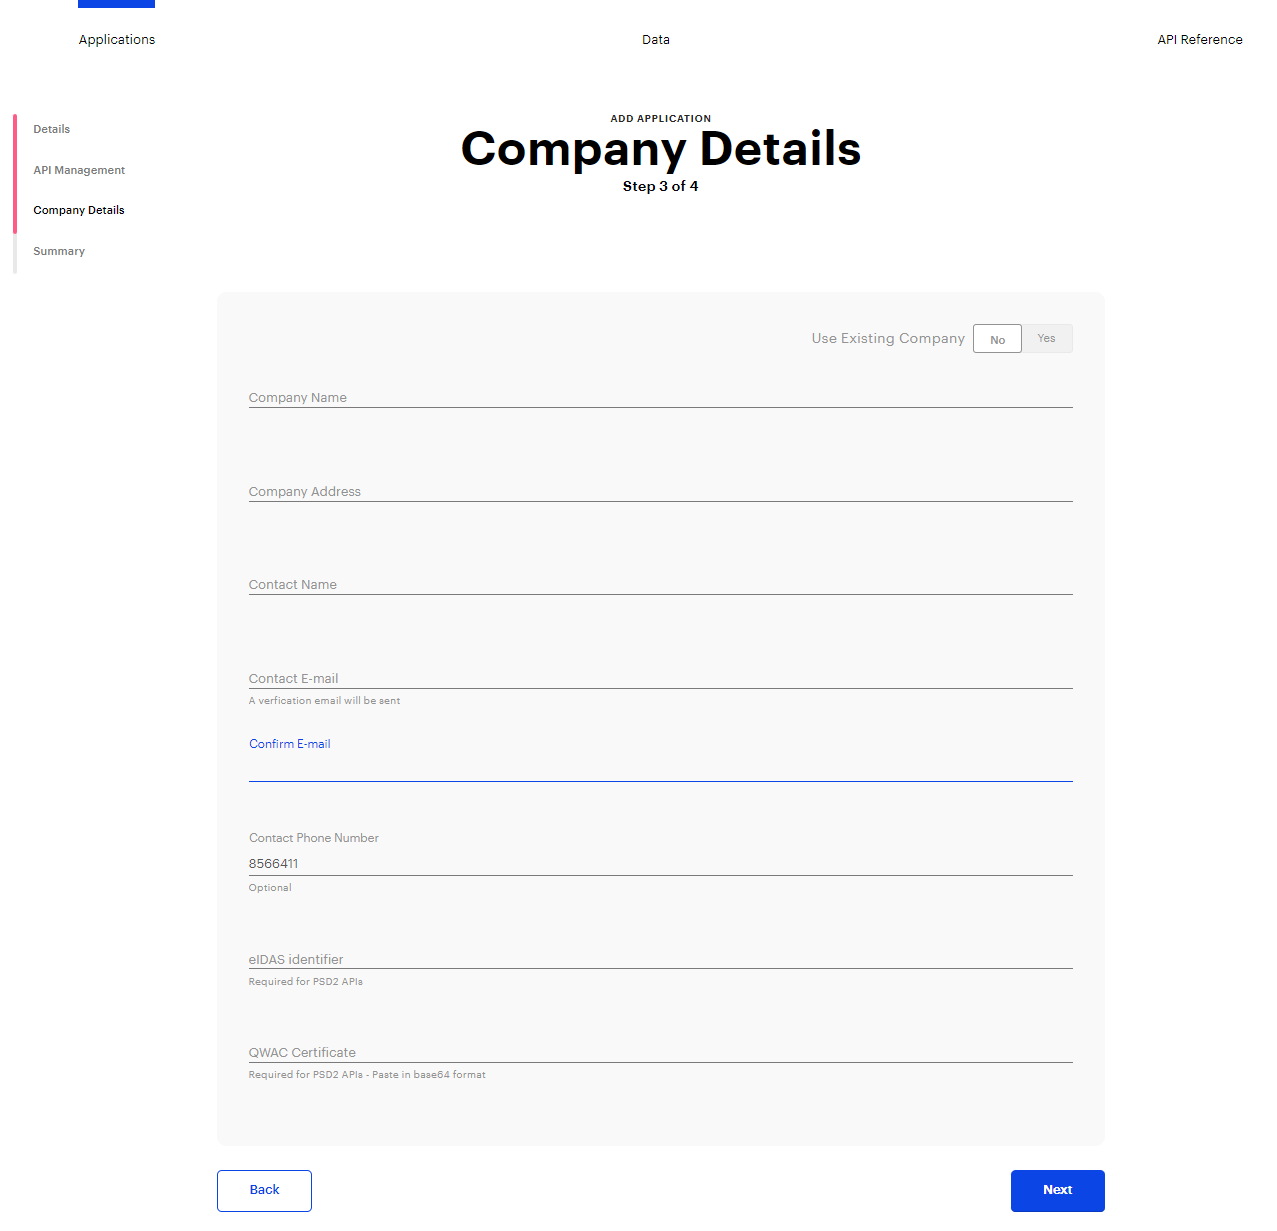 Applications
Data
API Reference
Details
API Management
Company Details
Summary
ADD APPLICATION
Company Details
Step 3 of 4
Use Existing Company
No
Yes
Company Name
Company Address
Contact Name
Contact E-mail
A verfication email will be sent
Confirm E-mail
Contact Phone Number
8566411
Optional
eIDAS identifier
Required for PSD2 APIs
QWAC Certificate
Required for PSD2 APIs - Paste in base64 format
Back
Next